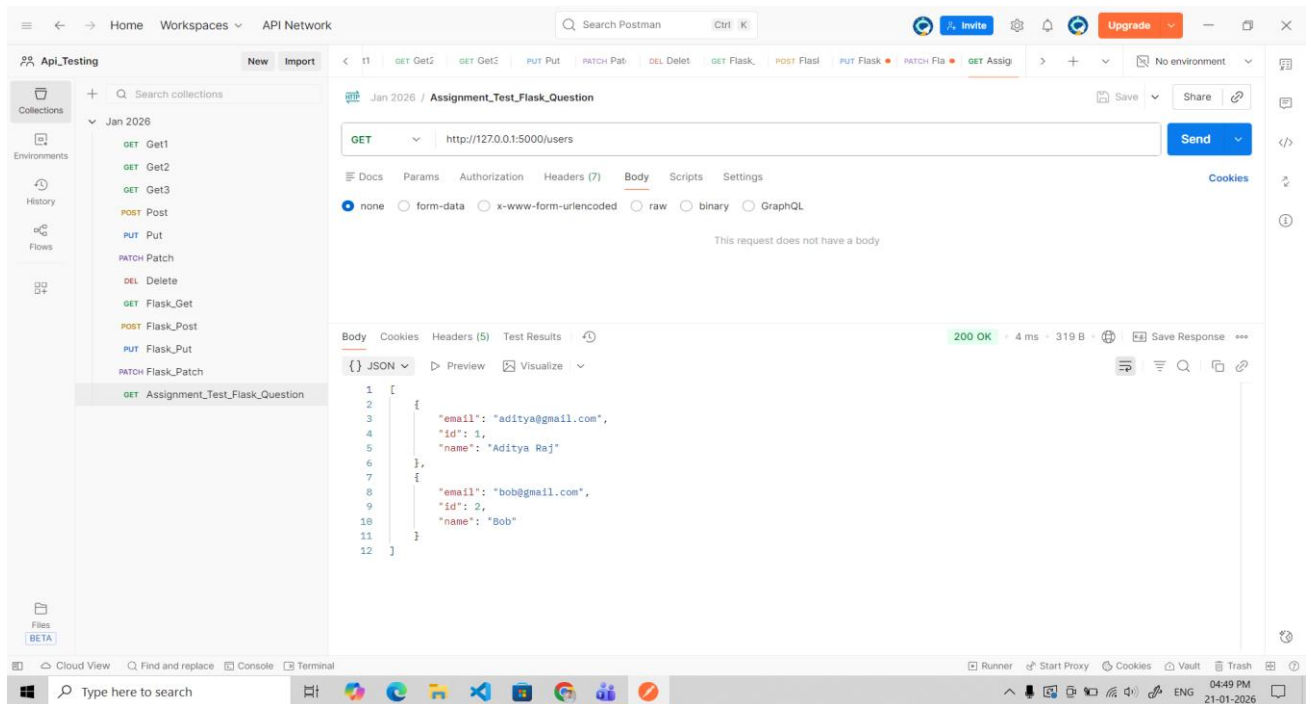 Home Workspaces API Network Search Postman Ctrl K Invite Upgrade
Api_Testing New Import
GET Get2 GET Get3 PUT Put PATCH Pat DEL Delet GET Flask_ POST Flasl PUT Flask PATCH Fla GET Assig No environment
Collections
Environments
History
Flows
Files
BETA
Search collections
Jan 2026
GET Get1
GET Get2
GET Get3
POST Post
PUT Put
PATCH Patch
DEL Delete
GET Flask_Get
POST Flask_Post
PUT Flask_Put
PATCH Flask_Patch
GET Assignment_Test_Flask_Question
HTTP Jan 2026 / Assignment_Test_Flask_Question Save Share
GET http://127.0.0.1:5000/users Send
Docs Params Authorization Headers (7) Body Scripts Settings Cookies
none form-data x-www-form-urlencoded raw binary GraphQL
This request does not have a body
Body Cookies Headers (5) Test Results 200 OK 4 ms 319 B Save Response
{} JSON Preview Visualize
1 [
2 {
3 "email": "aditya@gmail.com",
4 "id": 1,
5 "name": "Aditya Raj"
6 },
7 {
8 "email": "bob@gmail.com",
9 "id": 2,
10 "name": "Bob"
11 }
12 ]
Cloud View Find and replace Console Terminal Runner Start Proxy Cookies Vault Trash
Type here to search ENG 04:49 PM
21-01-2026